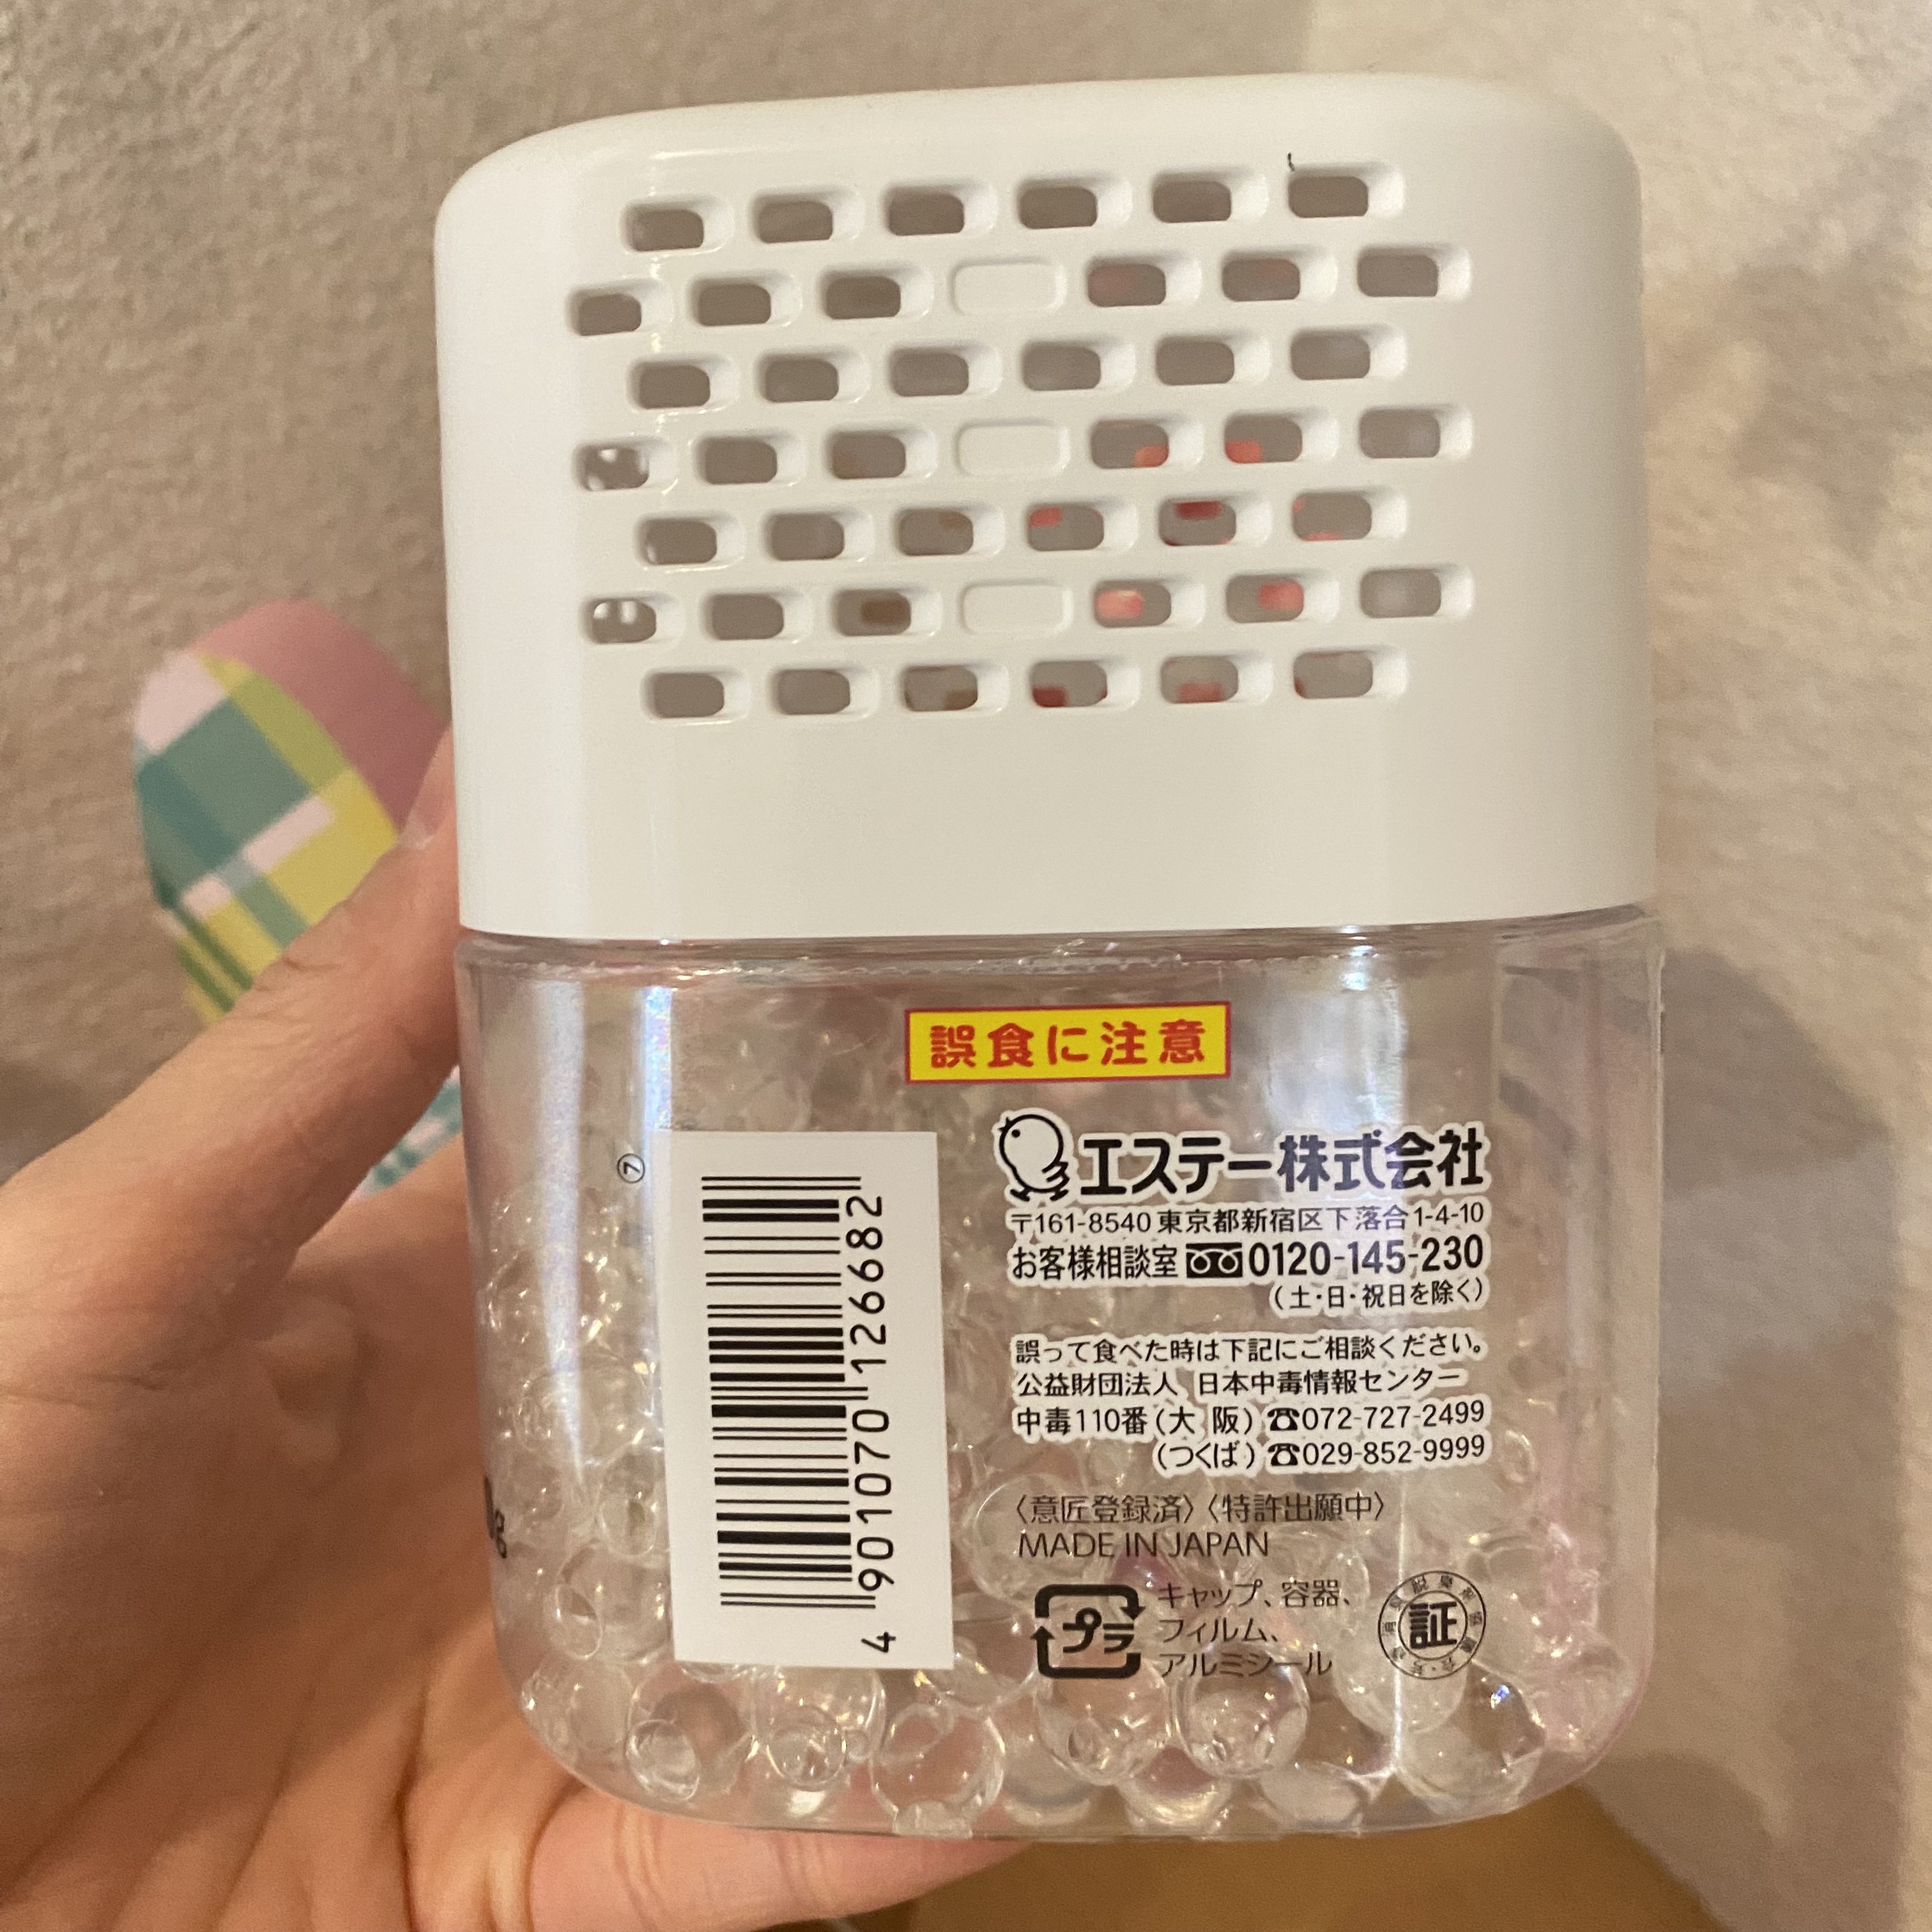 誤食に注意
エステー株式会社
〒161-8540 東京都新宿区下落合1-4-10
お客様相談室 0120-145-230
(土・日・祝日を除く)
誤って食べた時は下記にご相談ください。
公益財団法人 日本中毒情報センター
中毒110番(大 阪)☎072-727-2499
(つくば)☎029-852-9999
〈意匠登録済〉〈特許出願中〉
MADE IN JAPAN
プラ
キャップ、容器、
フィルム、
アルミシール
証
⑦
4 901070 126682